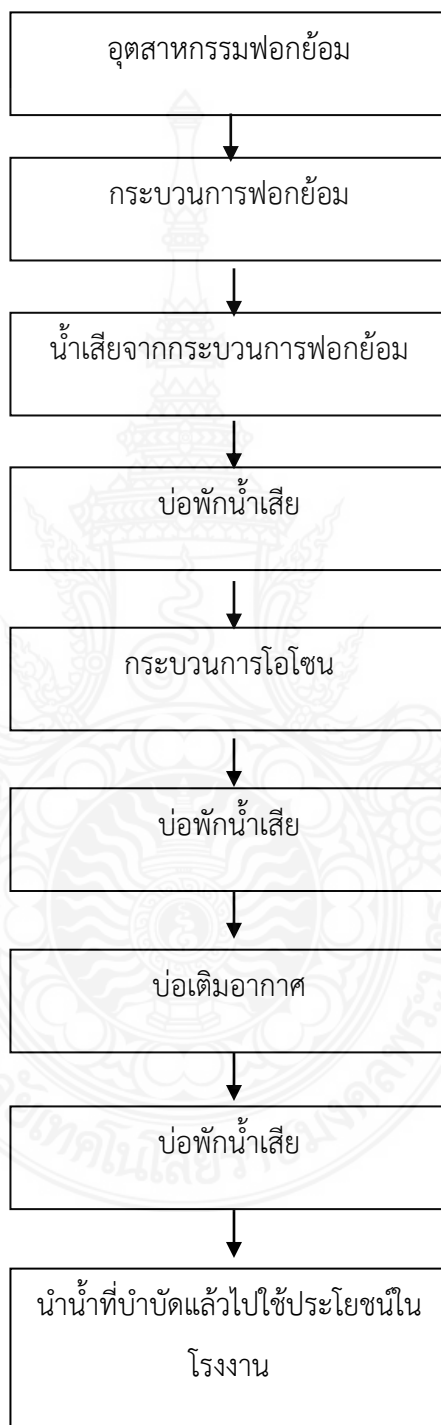 อุตสาหกรรมฟอกย้อม
กระบวนการฟอกย้อม
น้ำเสียจากกระบวนการฟอกย้อม
บ่อพักน้ำเสีย
กระบวนการโอโซน
บ่อพักน้ำเสีย
บ่อเติมอากาศ
บ่อพักน้ำเสีย
นำน้ำที่บำบัดแล้วไปใช้ประโยชน์ใน
โรงงาน